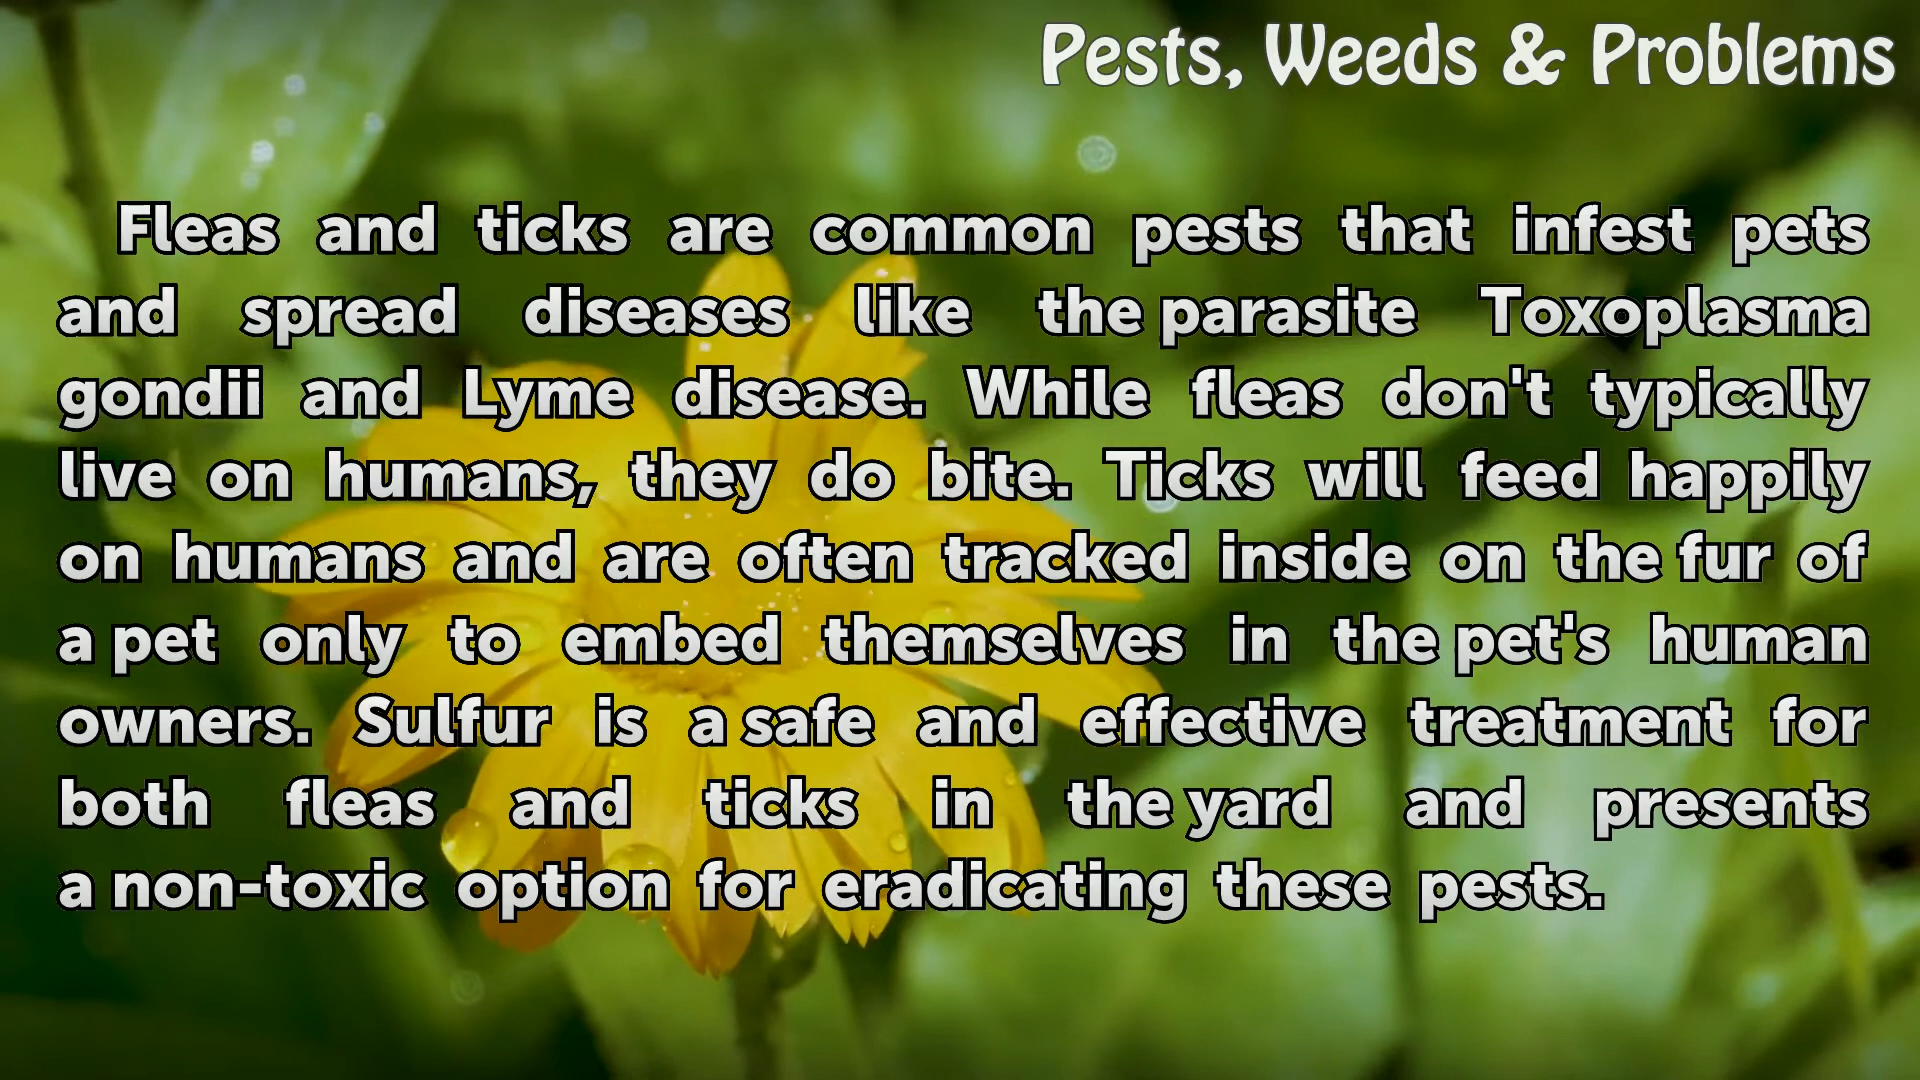 Pests, Weeds & Problems
Fleas and ticks are common pests that infest pets
and spread diseases like the parasite Toxoplasma
gondii and Lyme disease. While fleas don't typically
live on humans, they do bite. Ticks will feed happily
on humans and are often tracked inside on the fur of
a pet only to embed themselves in the pet's human
owners. Sulfur is a safe and effective treatment for
both fleas and ticks in the yard and presents
a non-toxic option for eradicating these pests.